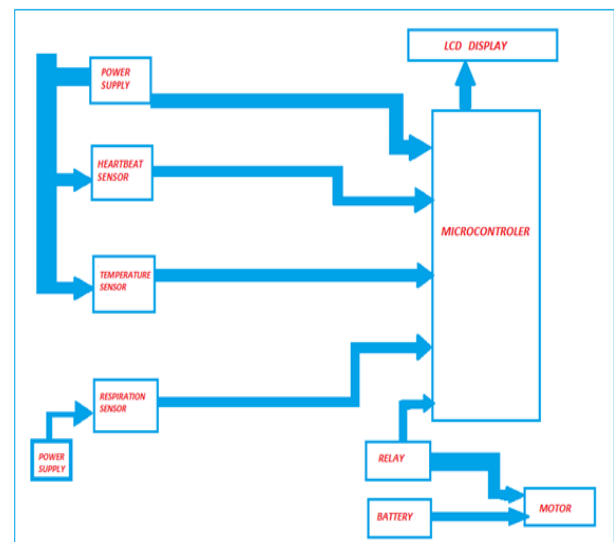 LCD DISPLAY
POWER
SUPPLY
HEARTBEAT
SENSOR
MICROCONTROLER
TEMPERATURE
SENSOR
RESPIRATION
SENSOR
POWER
SUPPLY
RELAY
BATTERY
MOTOR